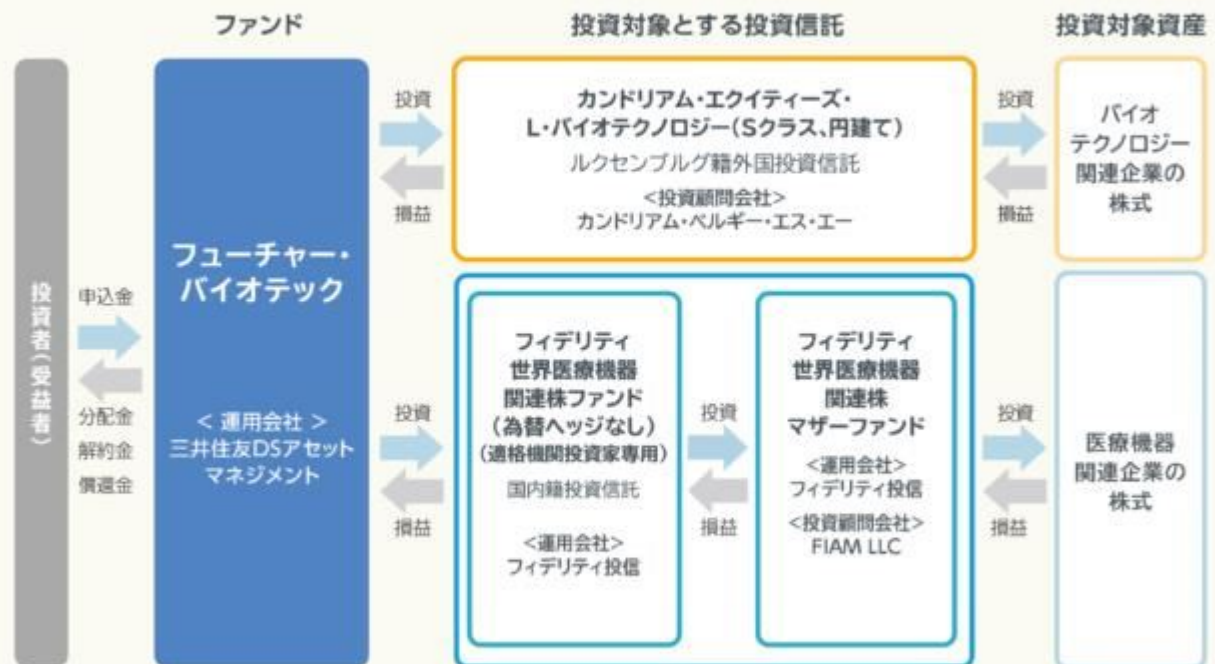 ファンド
投資対象とする投資信託
投資対象資産
投資者(受益者)
申込金
分配金
解約金
償還金
フューチャー・
バイオテック
< 運用会社 >
三井住友DSアセット
マネジメント
投資
損益
カンドリアム・エクイティーズ・
L・バイオテクノロジー(Sクラス、円建て)
ルクセンブルグ籍外国投資信託
<投資顧問会社>
カンドリアム・ベルギー・エス・エー
投資
損益
バイオ
テクノロジー
関連企業の
株式
投資
損益
フィデリティ
世界医療機器
関連株ファンド
(為替ヘッジなし)
(適格機関投資家専用)
国内籍投資信託
<運用会社>
フィデリティ投信
投資
損益
フィデリティ
世界医療機器
関連株
マザーファンド
<運用会社>
フィデリティ投信
<投資顧問会社>
FIAM LLC
投資
損益
医療機器
関連企業の
株式